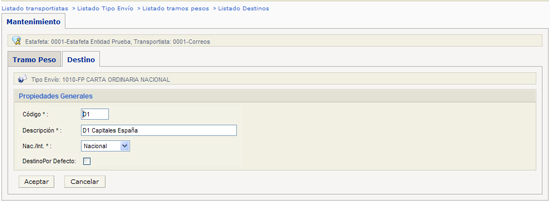 Listado transportistas > Listado Tipo Envío > Listado tramos pesos > Listado Destinos
Mantenimiento
Estafeta: 0001-Estafeta Entidad Prueba, Transportista: 0001-Correos
Tramo Peso Destino
Tipo Envío: 1010-FP CARTA ORDINARIA NACIONAL
Propiedades Generales
Código * : D1
Descripción * : D1 Capitales España
Nac./Int. * : Nacional
DestinoPor Defecto:
Aceptar Cancelar